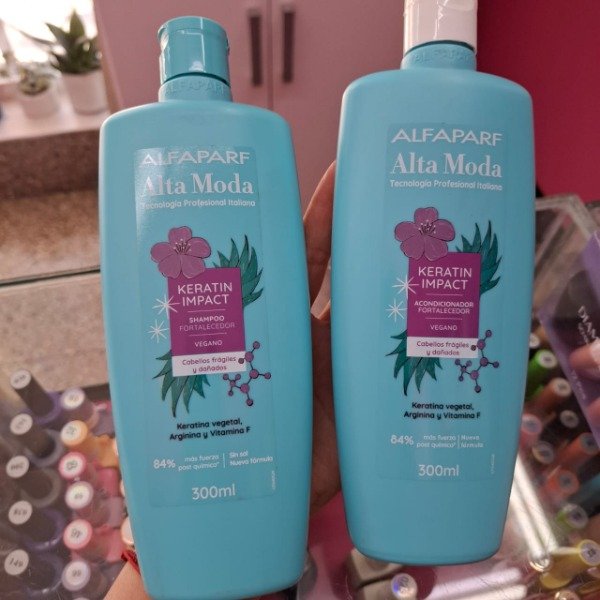 ALFAPARF
ALFAPARF
Alta Moda
Tecnología Profesional Italiana
KERATIN
IMPACT
SHAMPOO
FORTALECEDOR
VEGANO
Cabellos frágiles
y dañados
Keratina vegetal,
Arginina y Vitamina F
84% más fuerza
post químico*
Sin sal
Nueva fórmula
300ml
ALFAPARF
ALFAPARF
Alta Moda
Tecnología Profesional Italiana
KERATIN
IMPACT
ACONDICIONADOR
FORTALECEDOR
VEGANO
Cabellos frágiles
y dañados
Keratina vegetal,
Arginina y Vitamina F
84% más fuerza
post químico*
Nueva
fórmula
300ml